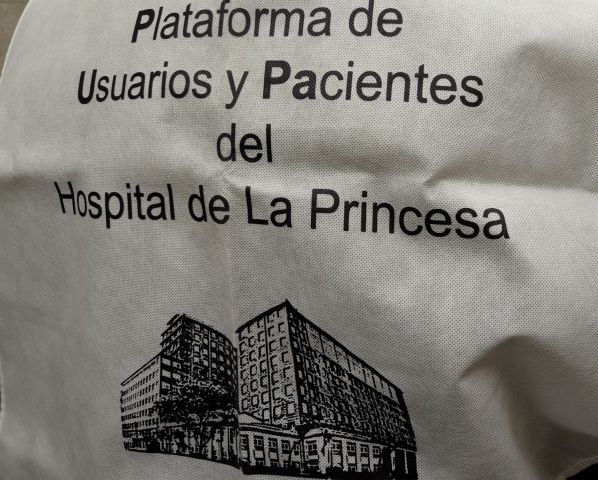 Plataforma de
Usuarios y Pacientes
del
Hospital de La Princesa